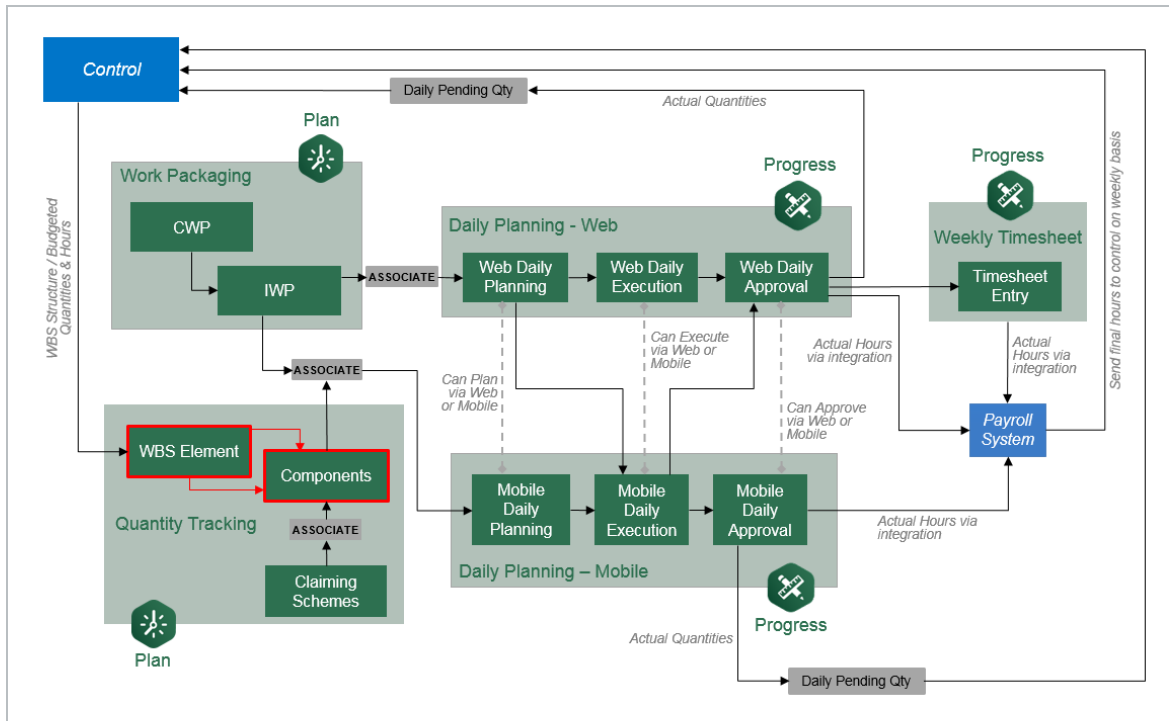 Control
Daily Pending Qty
Actual Quantities
Plan
Work Packaging
CWP
IWP
ASSOCIATE
WBS Structure / Budgeted
Quantities & Hours
Progress
Daily Planning - Web
Web Daily
Planning
Web Daily
Execution
Web Daily
Approval
Progress
Weekly Timesheet
Timesheet
Entry
Send final hours to control on weekly basis
Can Plan
via Web
or Mobile
Can Execute
via Web or
Mobile
Can Approve
via Web or
Mobile
Actual Hours
via integration
Actual
Hours via
integration
Payroll
System
ASSOCIATE
WBS Element
Components
Quantity Tracking
ASSOCIATE
Claiming
Schemes
Plan
Mobile
Daily
Planning
Mobile
Daily
Execution
Mobile
Daily
Approval
Actual Hours via
integration
Daily Planning – Mobile
Progress
Actual Quantities
Daily Pending Qty